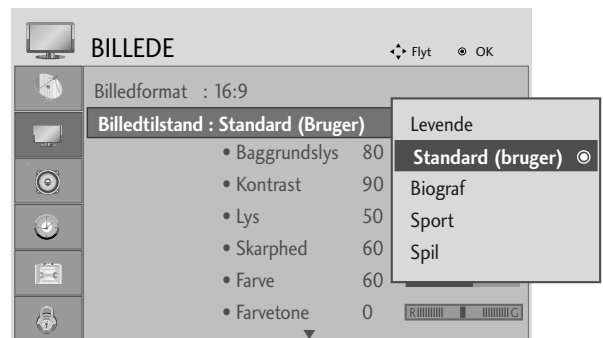 BILLEDE
Flyt OK
Billedformat : 16:9
Billedtilstand : Standard (Bruger)
• Baggrundslys 80
• Kontrast 90
• Lys 50
• Skarphed 60
• Farve 60
• Farvetone 0 R G
Levende
Standard (bruger)
Biograf
Sport
Spil